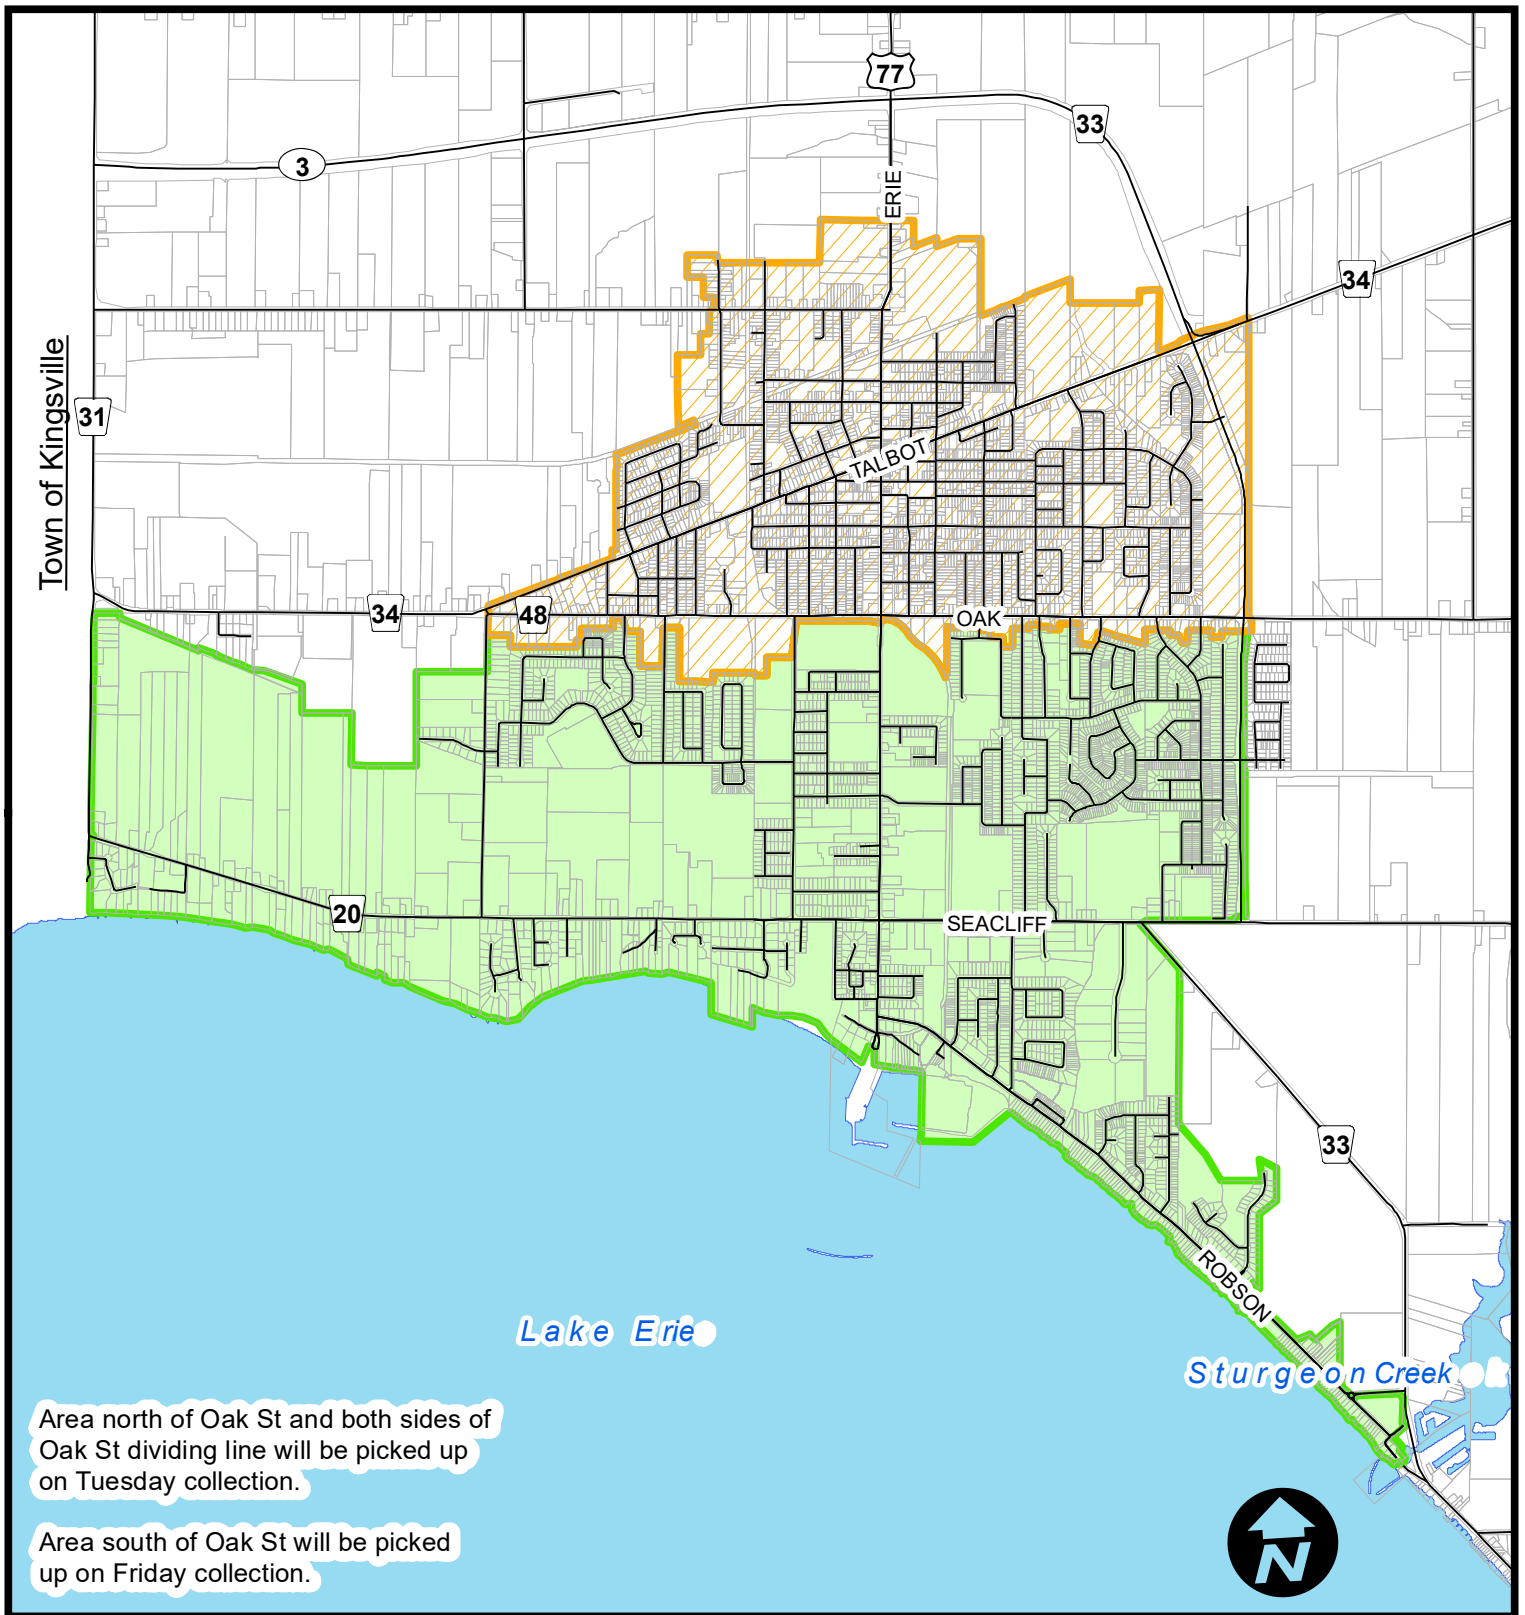 77
33
3
ERIE
34
Town of Kingsville
31
TALBOT
34
48
OAK
20
SEACLIFF
33
ROBSON
Lake Erie
Sturgeon Creek
Area north of Oak St and both sides of
Oak St dividing line will be picked up
on Tuesday collection.
Area south of Oak St will be picked
up on Friday collection.
N